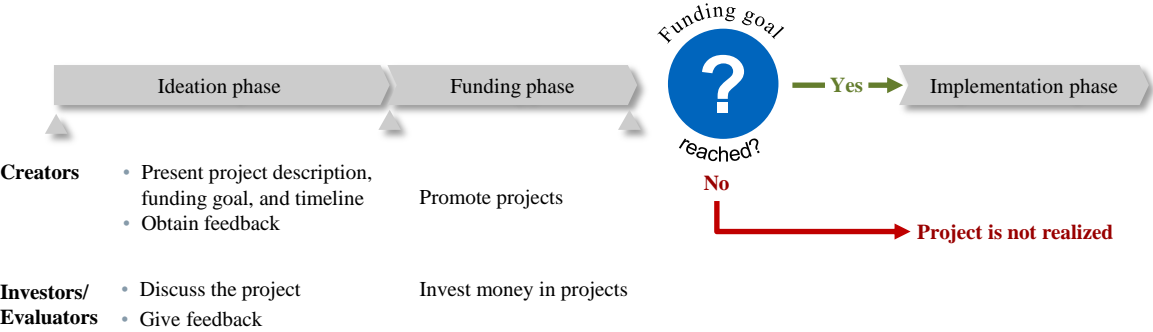 Funding goal
?
reached?
Ideation phase
Funding phase
Yes
Implementation phase
No
Project is not realized
Creators
• Present project description,
funding goal, and timeline
• Obtain feedback
Promote projects
Investors/
Evaluators
• Discuss the project
• Give feedback
Invest money in projects